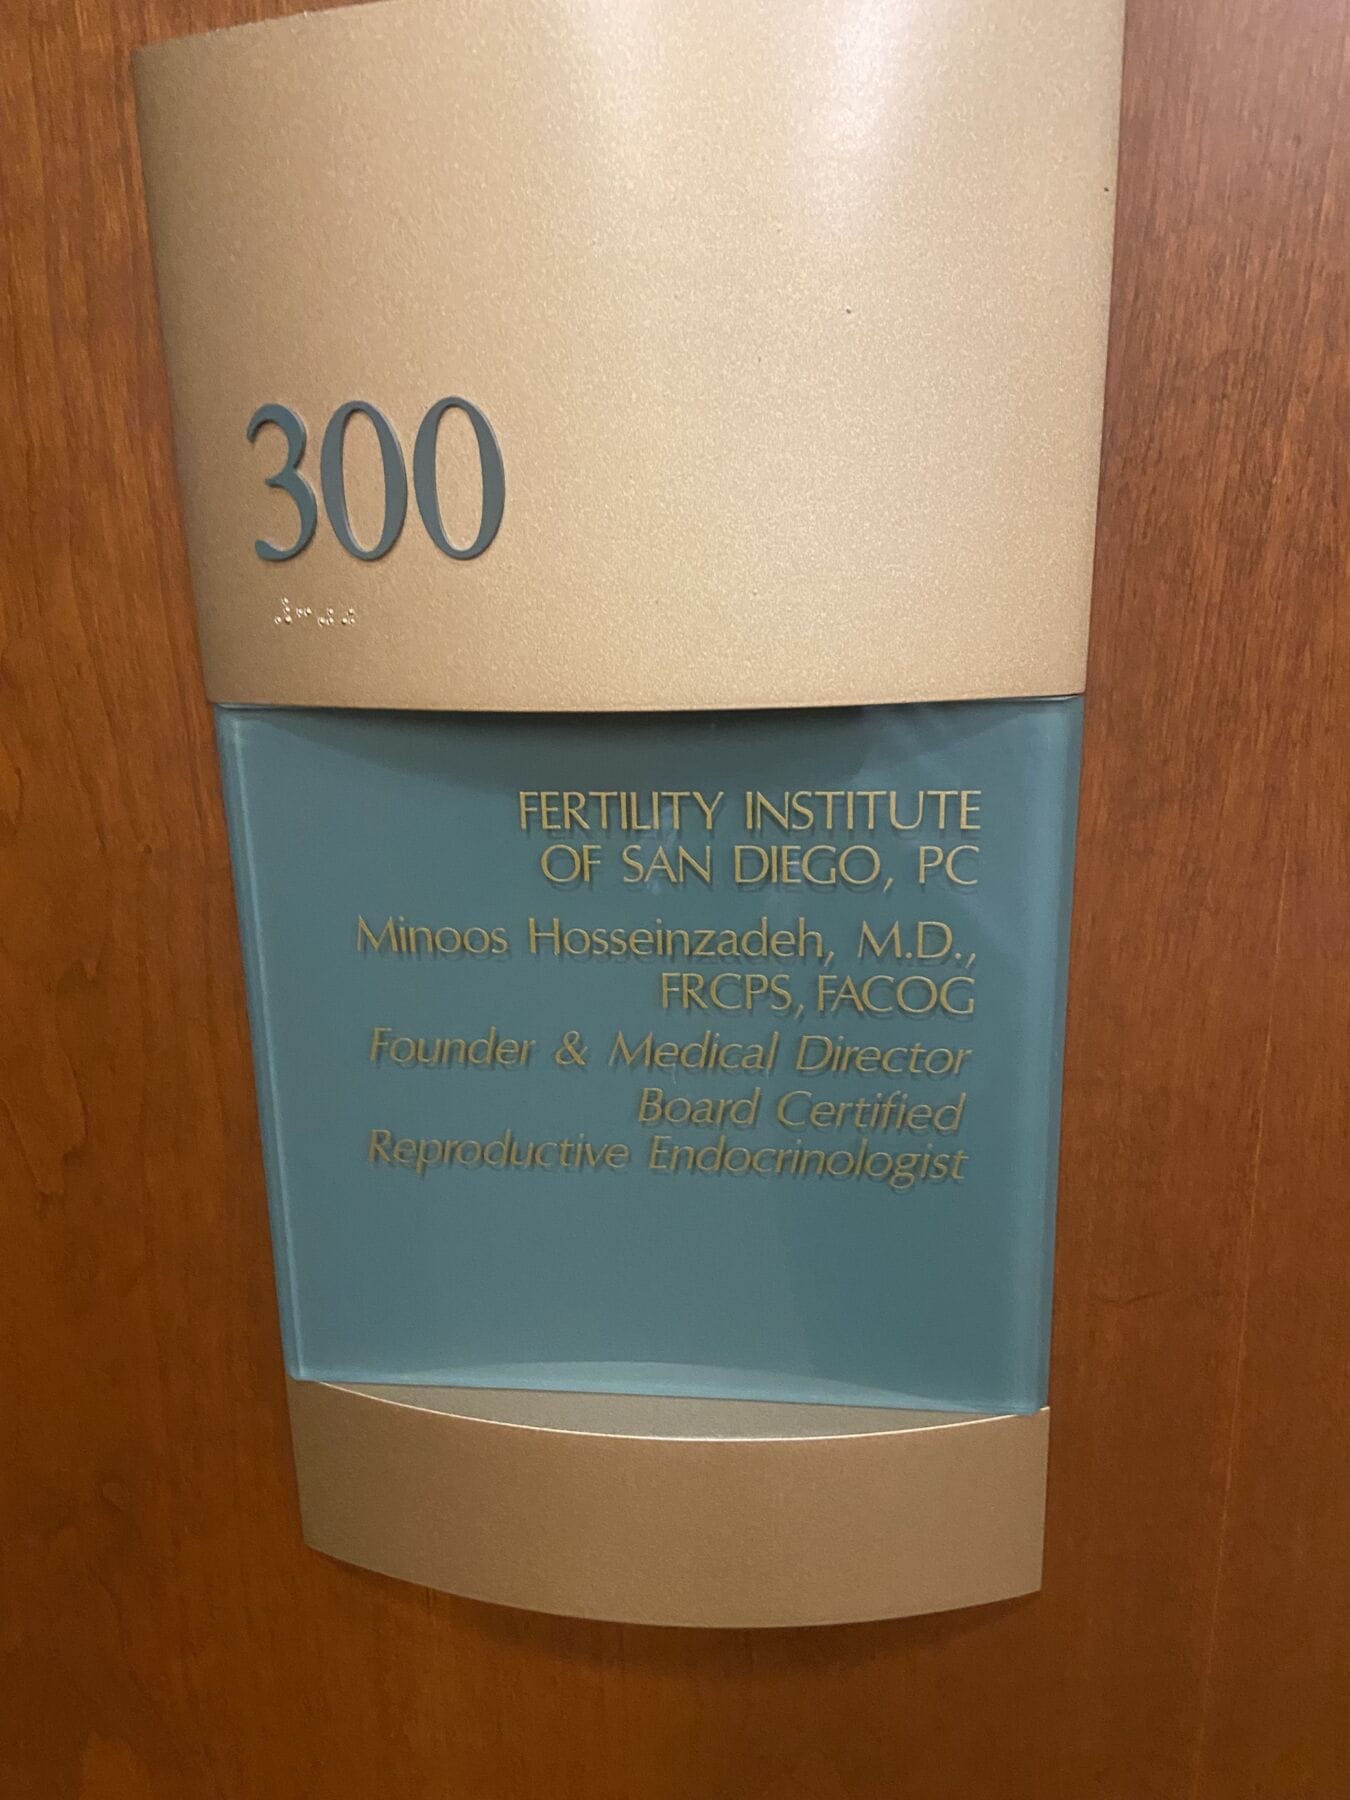 300
⠼⠉⠚⠚
FERTILITY INSTITUTE
OF SAN DIEGO, PC
Minoos Hosseinzadeh, M.D.,
FRCPS, FACOG
Founder & Medical Director
Board Certified
Reproductive Endocrinologist